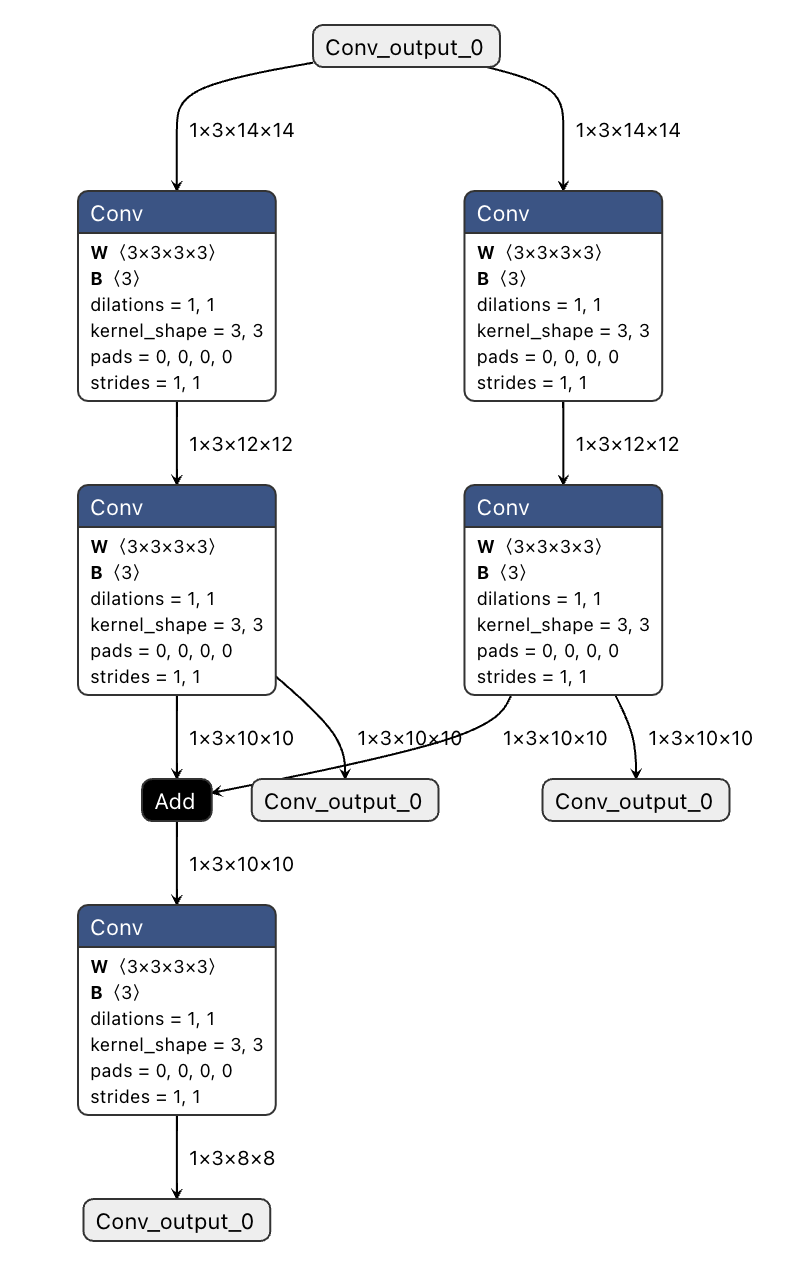 Conv_output_0
1×3×14×14
1×3×14×14
Conv
W 〈3×3×3×3〉
B 〈3〉
dilations = 1, 1
kernel_shape = 3, 3
pads = 0, 0, 0, 0
strides = 1, 1
Conv
W 〈3×3×3×3〉
B 〈3〉
dilations = 1, 1
kernel_shape = 3, 3
pads = 0, 0, 0, 0
strides = 1, 1
1×3×12×12
1×3×12×12
Conv
W 〈3×3×3×3〉
B 〈3〉
dilations = 1, 1
kernel_shape = 3, 3
pads = 0, 0, 0, 0
strides = 1, 1
Conv
W 〈3×3×3×3〉
B 〈3〉
dilations = 1, 1
kernel_shape = 3, 3
pads = 0, 0, 0, 0
strides = 1, 1
1×3×10×10
1×3×10×10
1×3×10×10
1×3×10×10
Add
Conv_output_0
Conv_output_0
1×3×10×10
Conv
W 〈3×3×3×3〉
B 〈3〉
dilations = 1, 1
kernel_shape = 3, 3
pads = 0, 0, 0, 0
strides = 1, 1
1×3×8×8
Conv_output_0